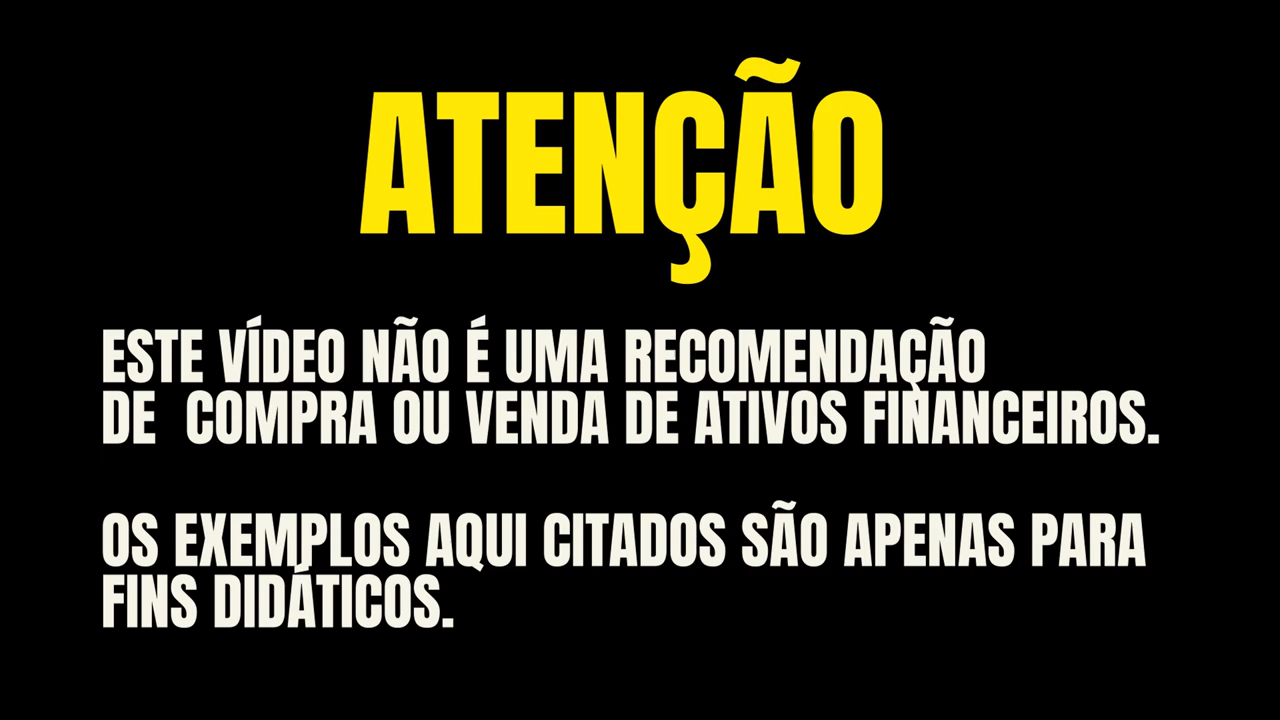 ATENÇÃO
ESTE VÍDEO NÃO É UMA RECOMENDAÇÃO
DE COMPRA OU VENDA DE ATIVOS FINANCEIROS.
OS EXEMPLOS AQUI CITADOS SÃO APENAS PARA
FINS DIDÁTICOS.